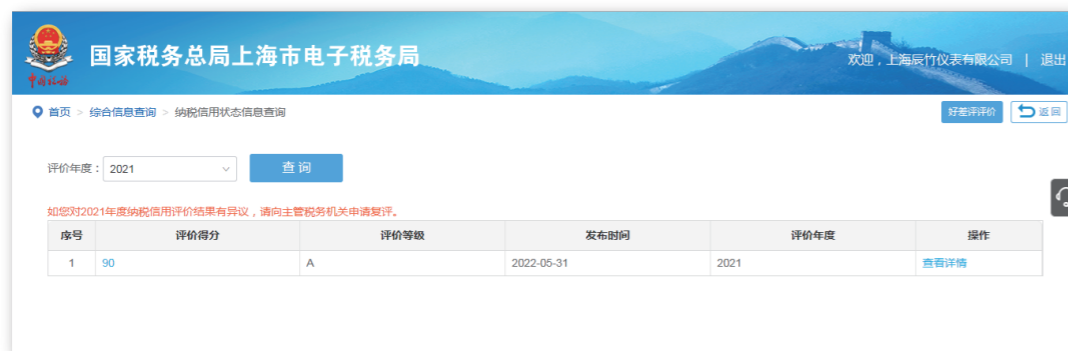 国家税务总局上海市电子税务局
中国税务
欢迎，上海辰竹仪表有限公司 | 退出
首页 > 综合信息查询 > 纳税信用状态信息查询
好差评评价 返回
评价年度： 2021 查询
如您对2021年度纳税信用评价结果有异议，请向主管税务机关申请复评。
序号 评价得分 评价等级 发布时间 评价年度 操作
1 90 A 2022-05-31 2021 查看详情